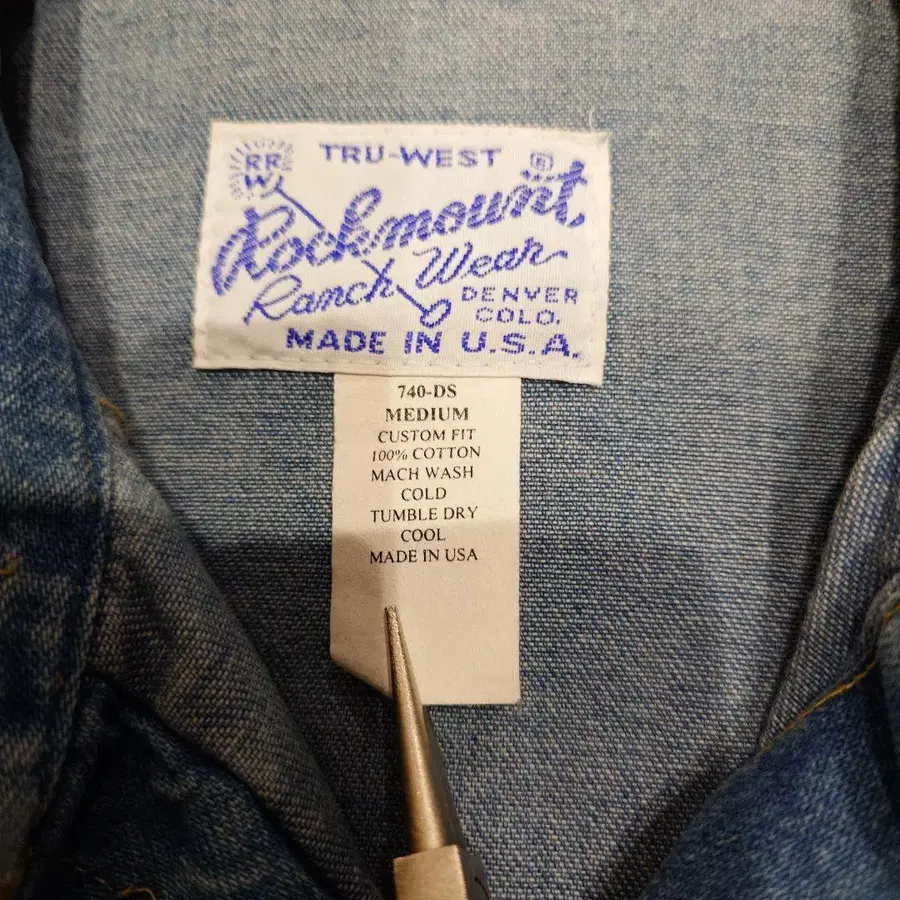 RR
W
TRU-WEST
Rockmount
Ranch Wear
DENVER
COLO.
MADE IN U.S.A.
740-DS
MEDIUM
CUSTOM FIT
100% COTTON
MACH WASH
COLD
TUMBLE DRY
COOL
MADE IN USA